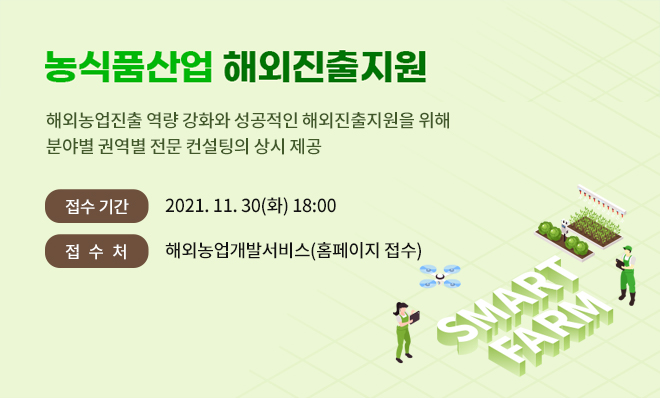 농식품산업 해외진출지원
해외농업진출 역량 강화와 성공적인 해외진출지원을 위해
분야별 권역별 전문 컨설팅의 상시 제공
접수 기간 2021. 11. 30(화) 18:00
접 수 처 해외농업개발서비스(홈페이지 접수)
SMART
FARM